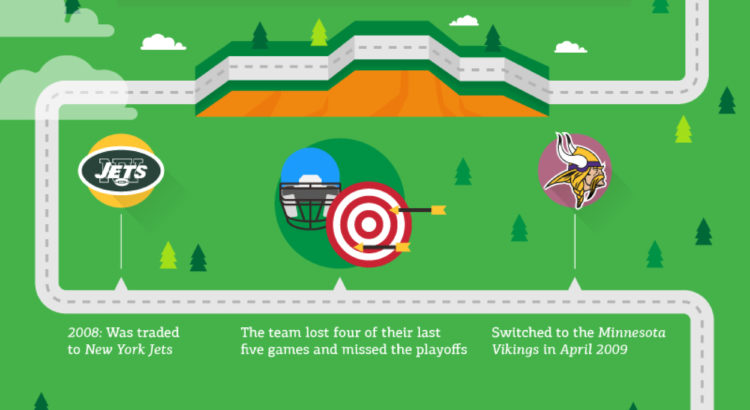 NY
JETS
2008: Was traded
to New York Jets
The team lost four of their last
five games and missed the playoffs
Switched to the Minnesota
Vikings in April 2009